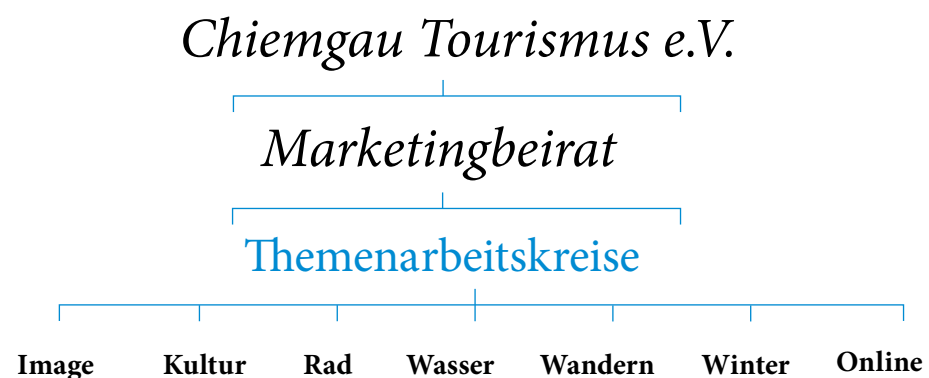 Chiemgau Tourismus e.V.
Marketingbeirat
Themenarbeitskreise
Image Kultur Rad Wasser Wandern Winter Online